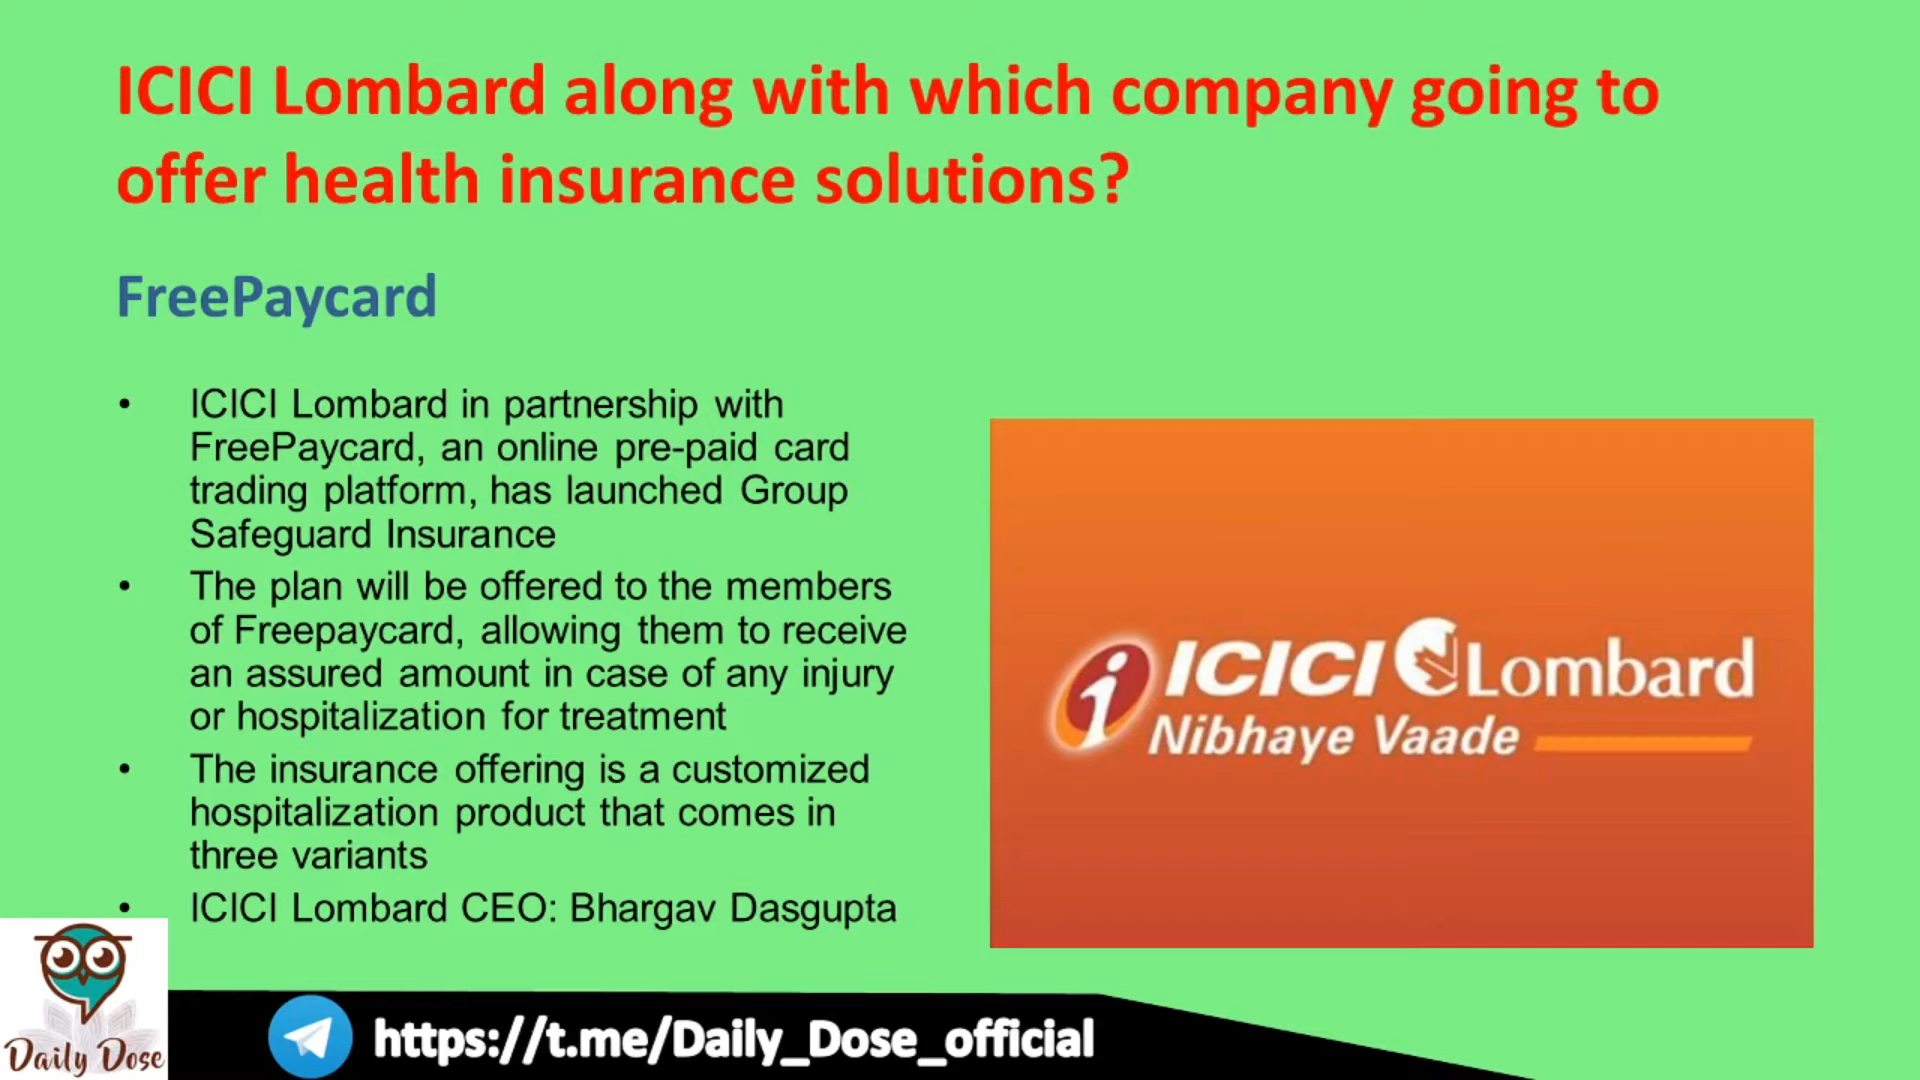 ICICI Lombard along with which company going to
offer health insurance solutions?
FreePaycard
• ICICI Lombard in partnership with
FreePaycard, an online pre-paid card
trading platform, has launched Group
Safeguard Insurance
• The plan will be offered to the members
of Freepaycard, allowing them to receive
an assured amount in case of any injury
or hospitalization for treatment
• The insurance offering is a customized
hospitalization product that comes in
three variants
• ICICI Lombard CEO: Bhargav Dasgupta
i ICICI Lombard
Nibhaye Vaade
Daily Dose
https://t.me/Daily_Dose_official